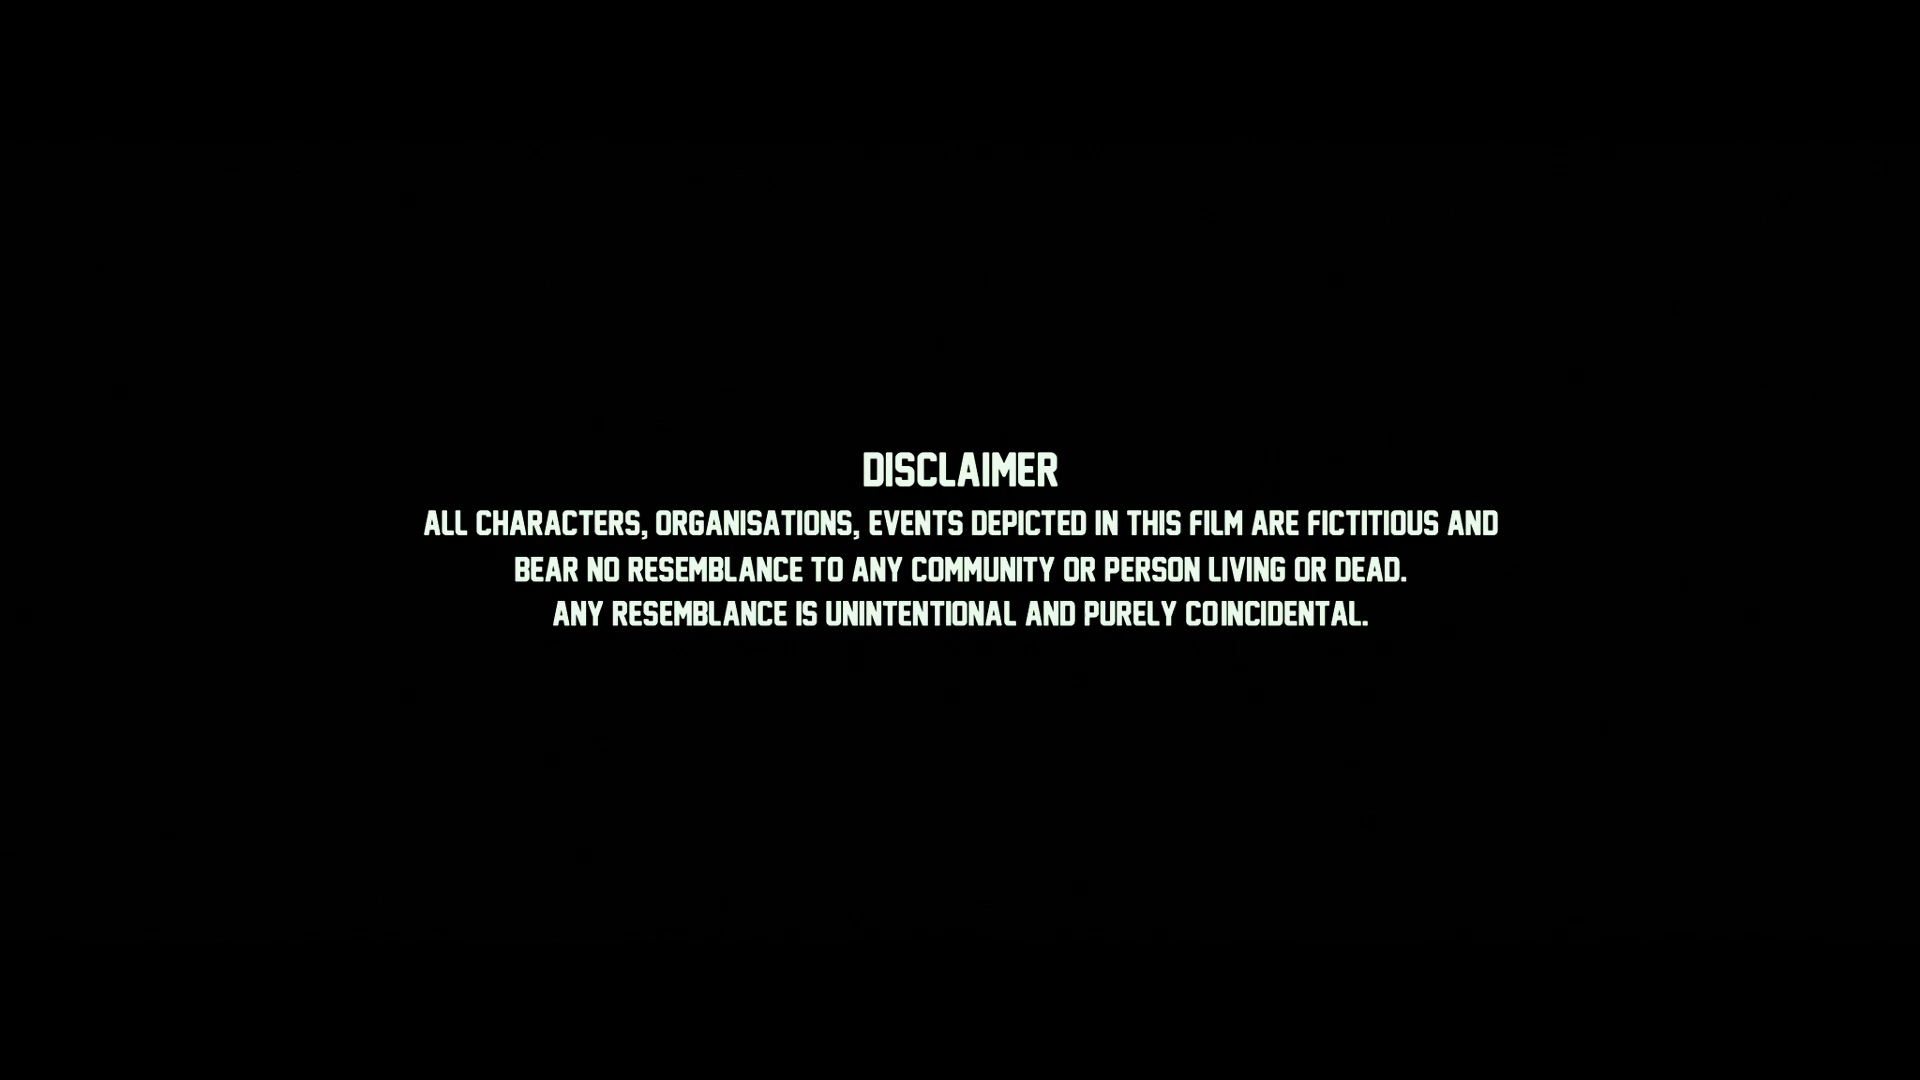 DISCLAIMER
ALL CHARACTERS, ORGANISATIONS, EVENTS DEPICTED IN THIS FILM ARE FICTITIOUS AND
BEAR NO RESEMBLANCE TO ANY COMMUNITY OR PERSON LIVING OR DEAD.
ANY RESEMBLANCE IS UNINTENTIONAL AND PURELY COINCIDENTAL.